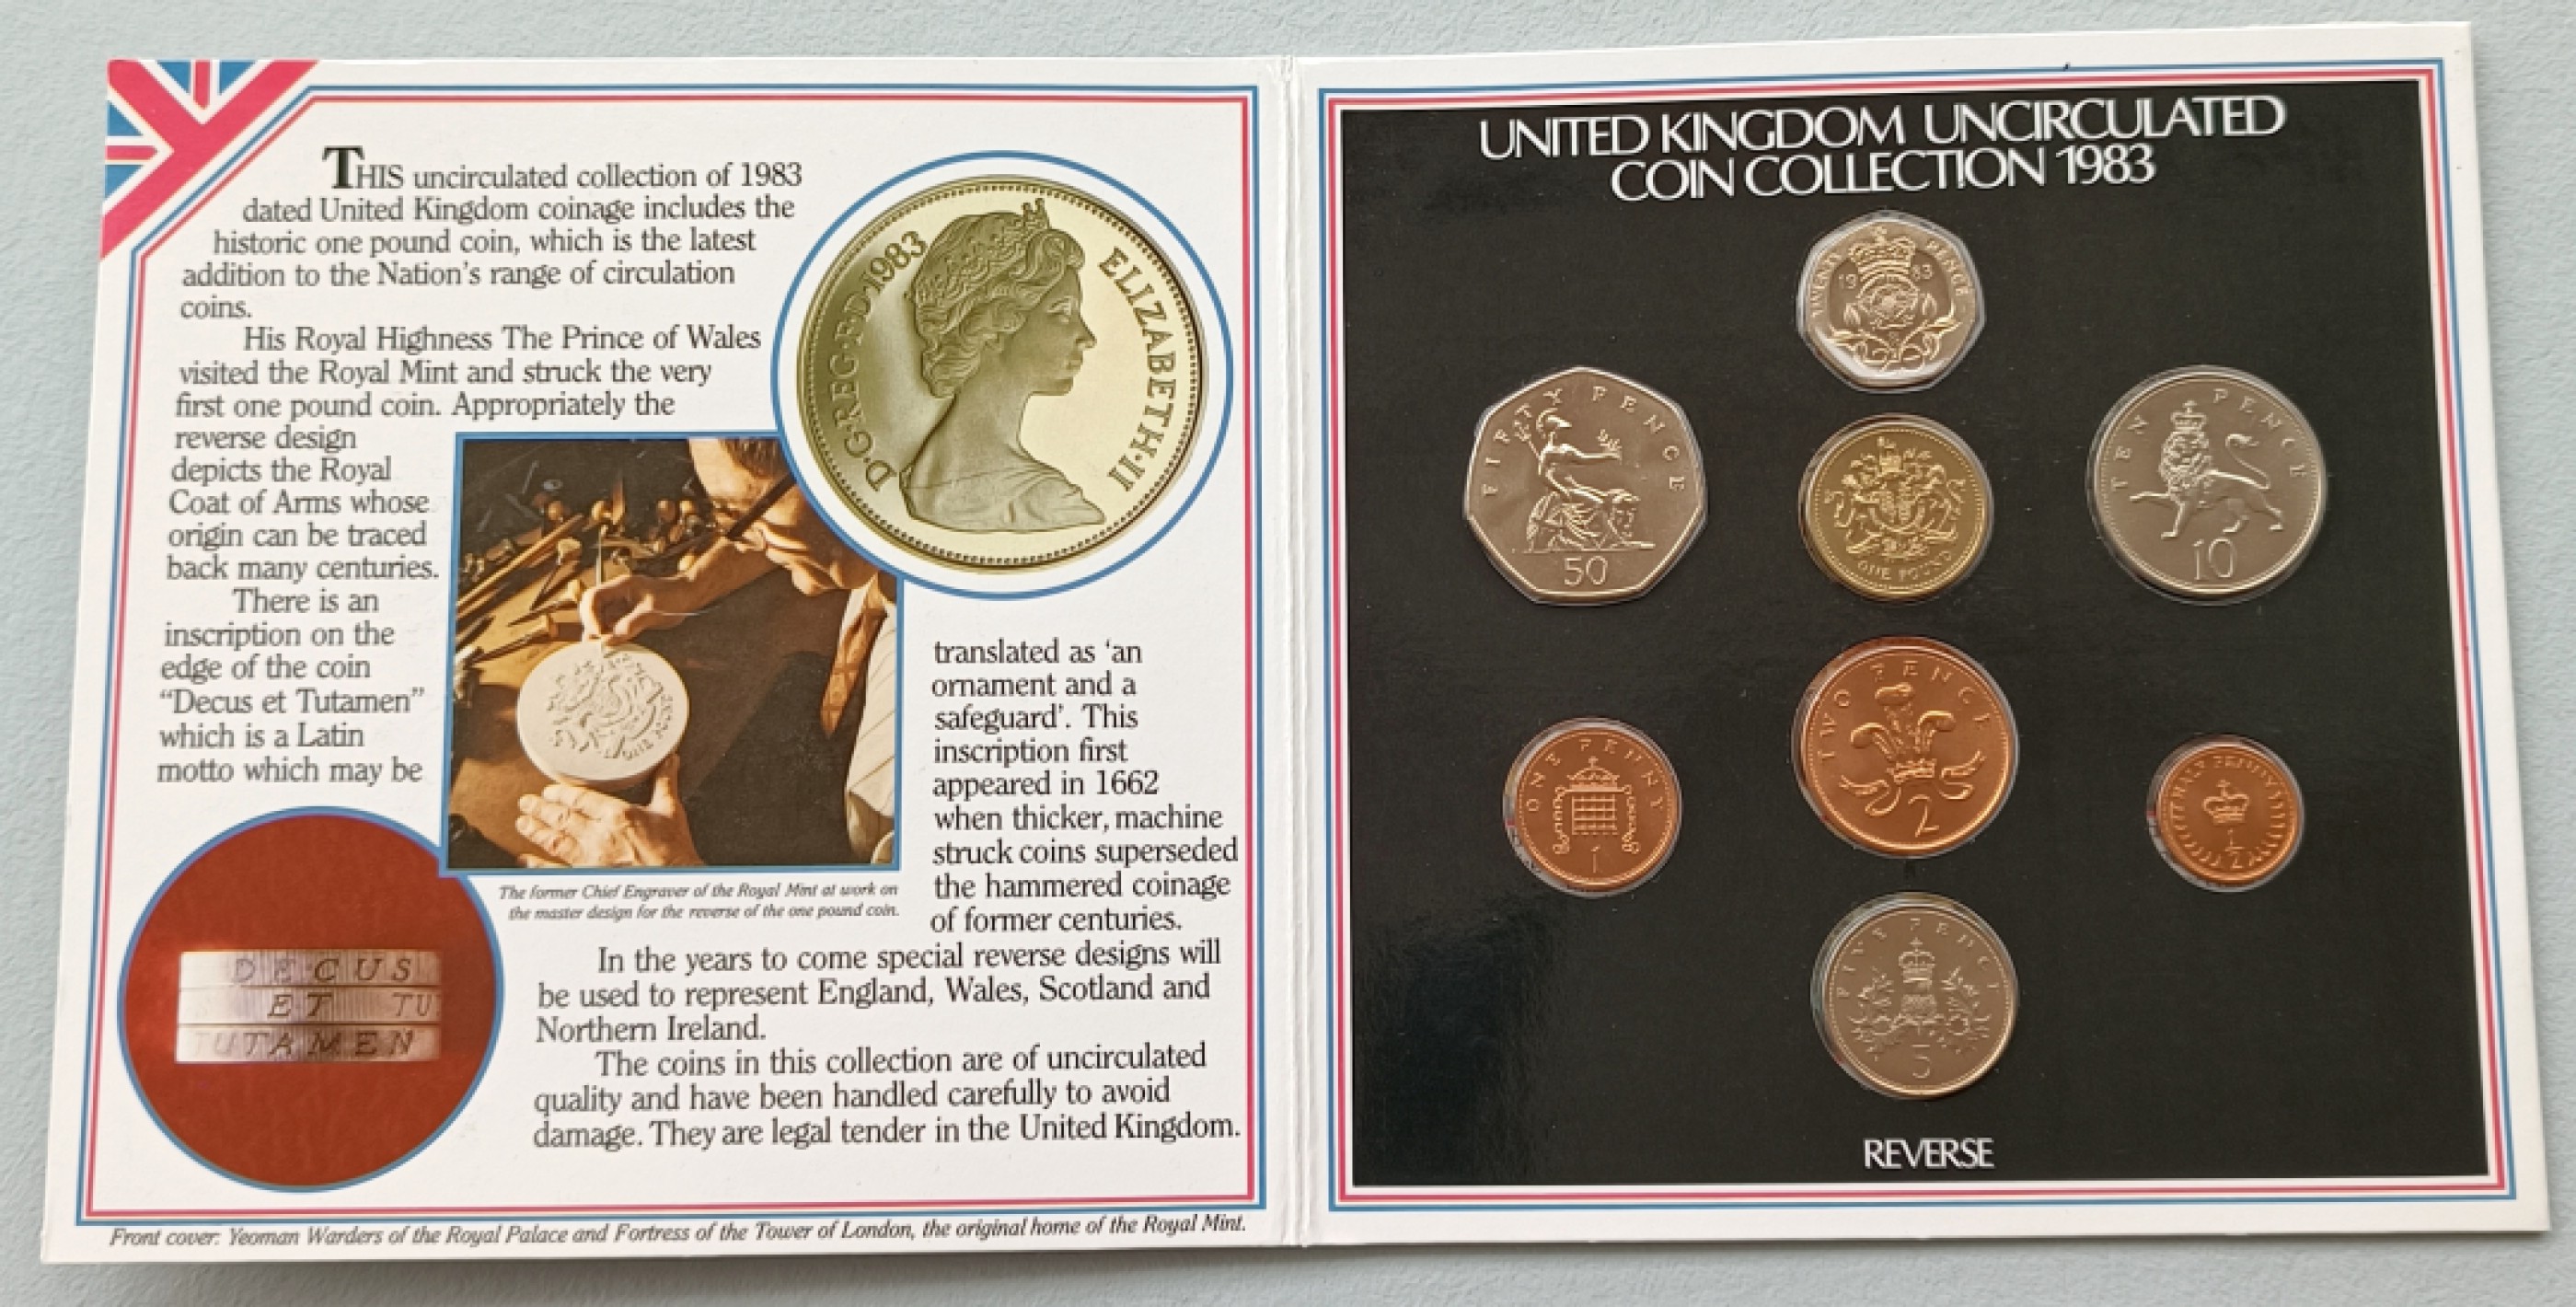 THIS uncirculated collection of 1983
dated United Kingdom coinage includes the
historic one pound coin, which is the latest
addition to the Nation's range of circulation
coins.
His Royal Highness The Prince of Wales
visited the Royal Mint and struck the very
first one pound coin. Appropriately the
reverse design
depicts the Royal
Coat of Arms whose
origin can be traced
back many centuries.
There is an
inscription on the
edge of the coin
“Decus et Tutamen”
which is a Latin
motto which may be
D·G·REG·F·D·1983
ELIZABETH·II
ONE POUND
The former Chief Engraver of the Royal Mint at work on
the master design for the reverse of the one pound coin.
translated as ‘an
ornament and a
safeguard’. This
inscription first
appeared in 1662
when thicker, machine
struck coins superseded
the hammered coinage
of former centuries.
In the years to come special reverse designs will
be used to represent England, Wales, Scotland and
Northern Ireland.
The coins in this collection are of uncirculated
quality and have been handled carefully to avoid
damage. They are legal tender in the United Kingdom.
DECUS
ET TU
TUTAMEN
Front cover: Yeoman Warders of the Royal Palace and Fortress of the Tower of London, the original home of the Royal Mint.
UNITED KINGDOM UNCIRCULATED
COIN COLLECTION 1983
TWENTY PENCE
1983
20
FIFTY PENCE
50
ONE POUND
TEN PENCE
10
ONE PENNY
1
TWO PENCE
2
HALF PENNY
1/2
FIVE PENCE
5
REVERSE